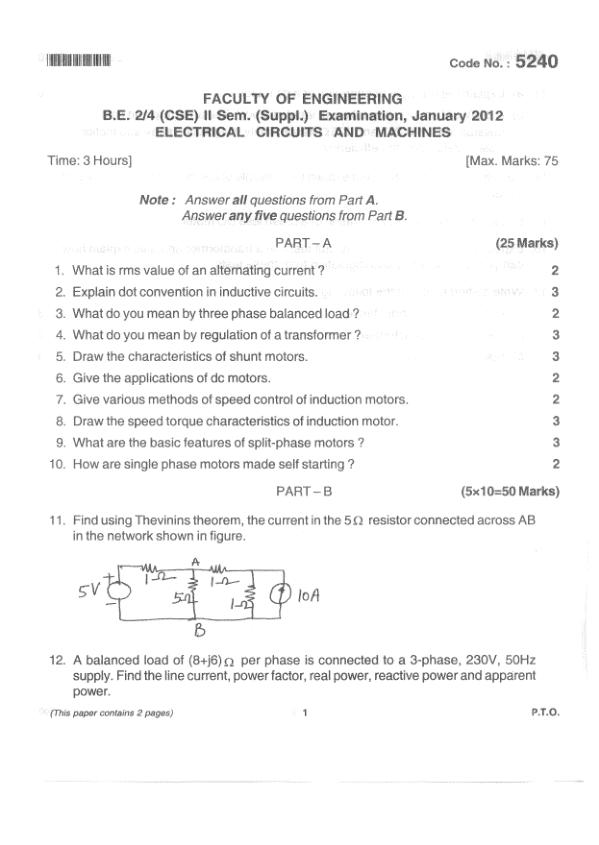 Code No. : 5240
FACULTY OF ENGINEERING
B.E. 2/4 (CSE) II Sem. (Suppl.) Examination, January 2012
ELECTRICAL CIRCUITS AND MACHINES
Time: 3 Hours] [Max. Marks: 75
Note : Answer all questions from Part A.
Answer any five questions from Part B.
PART – A (25 Marks)
1. What is rms value of an alternating current ? 2
2. Explain dot convention in inductive circuits. 3
3. What do you mean by three phase balanced load ? 2
4. What do you mean by regulation of a transformer ? 3
5. Draw the characteristics of shunt motors. 3
6. Give the applications of dc motors. 2
7. Give various methods of speed control of induction motors. 2
8. Draw the speed torque characteristics of induction motor. 3
9. What are the basic features of split-phase motors ? 3
10. How are single phase motors made self starting ? 2
PART – B (5×10=50 Marks)
11. Find using Thevinins theorem, the current in the 5Ω resistor connected across AB
in the network shown in figure.
A
1Ω 1Ω
+
5V 5Ω 1Ω 10A
–
B
12. A balanced load of (8+j6) Ω per phase is connected to a 3-phase, 230V, 50Hz
supply. Find the line current, power factor, real power, reactive power and apparent
power.
(This paper contains 2 pages) 1 P.T.O.